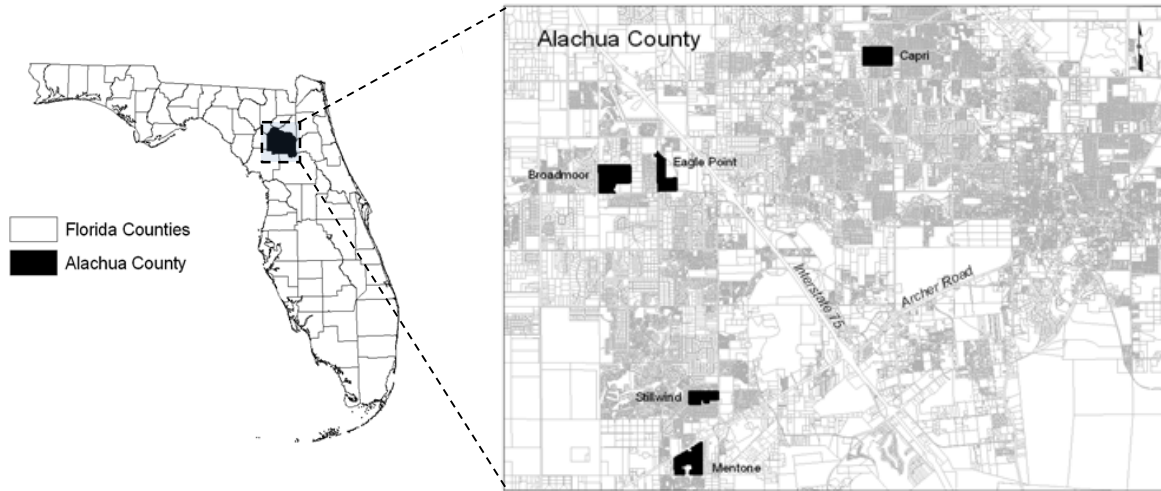 Alachua County
Capri
Eagle Point
Broadmoor
Florida Counties
Alachua County
Interstate 75
Archer Road
Stillwind
Mentone